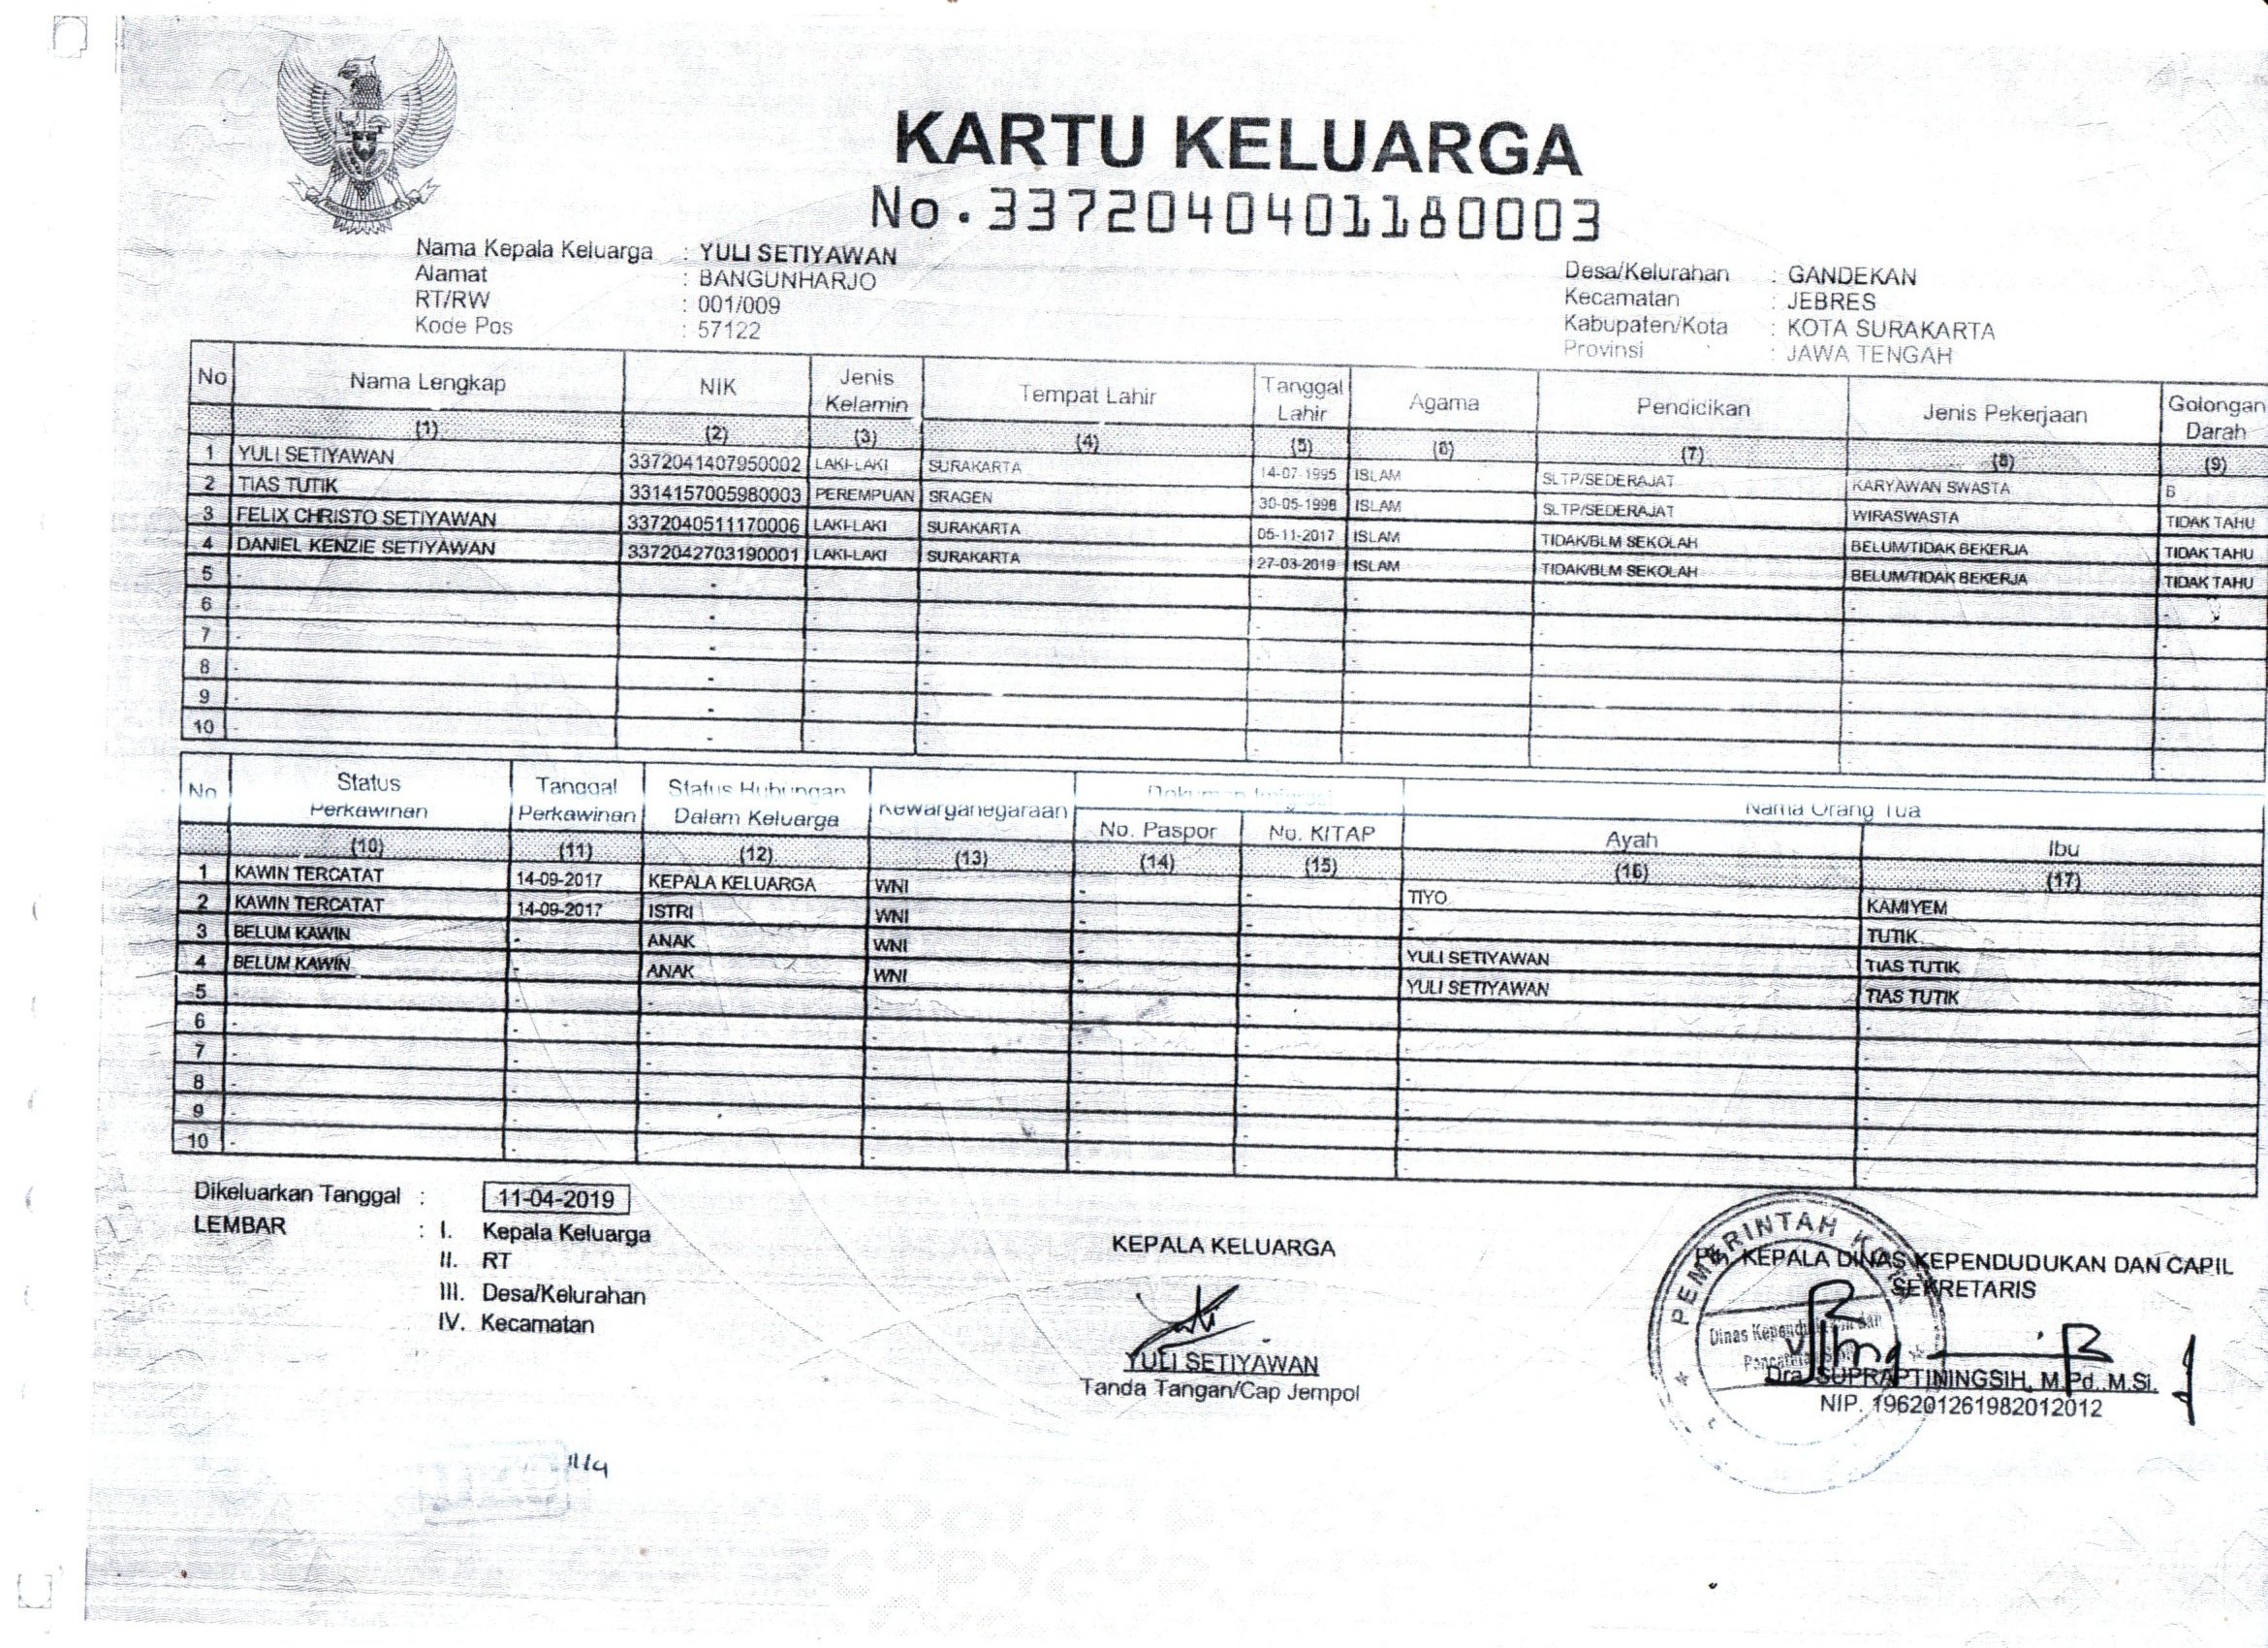 KARTU KELUARGA
No.3372040401180003
Nama Kepala Keluarga : YULI SETIYAWAN
Alamat : BANGUNHARJO
RT/RW : 001/009
Kode Pos : 57122
Desa/Kelurahan : GANDEKAN
Kecamatan : JEBRES
Kabupaten/Kota : KOTA SURAKARTA
Provinsi : JAWA TENGAH
No Nama Lengkap NIK Jenis Kelamin Tempat Lahir Tanggal Lahir Agama Pendidikan Jenis Pekerjaan Golongan Darah
(1) (2) (3) (4) (5) (6) (7) (8) (9)
1 YULI SETIYAWAN 3372041407950002 LAKI-LAKI SURAKARTA 14-07-1995 ISLAM SLTP/SEDERAJAT KARYAWAN SWASTA B
2 TIAS TUTIK 3314157005980003 PEREMPUAN SRAGEN 30-05-1998 ISLAM SLTP/SEDERAJAT WIRASWASTA TIDAK TAHU
3 FELIX CHRISTO SETIYAWAN 3372040511170006 LAKI-LAKI SURAKARTA 05-11-2017 ISLAM TIDAK/BLM SEKOLAH BELUM/TIDAK BEKERJA TIDAK TAHU
4 DANIEL KENZIE SETIYAWAN 3372042703190001 LAKI-LAKI SURAKARTA 27-03-2019 ISLAM TIDAK/BLM SEKOLAH BELUM/TIDAK BEKERJA TIDAK TAHU
5 - - - - - - - - -
6 - - - - - - - - -
7 - - - - - - - - -
8 - - - - - - - - -
9 - - - - - - - - -
10 - - - - - - - - -
No Status Perkawinan Tanggal Perkawinan Status Hubungan Dalam Keluarga Kewarganegaraan Dokumen Imigrasi Nama Orang Tua
No. Paspor No. KITAP Ayah Ibu
(10) (11) (12) (13) (14) (15) (16) (17)
1 KAWIN TERCATAT 14-09-2017 KEPALA KELUARGA WNI - - TIYO KAMIYEM
2 KAWIN TERCATAT 14-09-2017 ISTRI WNI - - - TUTIK
3 BELUM KAWIN - ANAK WNI - - YULI SETIYAWAN TIAS TUTIK
4 BELUM KAWIN - ANAK WNI - - YULI SETIYAWAN TIAS TUTIK
5 - - - - - - - -
6 - - - - - - - -
7 - - - - - - - -
8 - - - - - - - -
9 - - - - - - - -
10 - - - - - - - -
Dikeluarkan Tanggal : 11-04-2019
LEMBAR : I. Kepala Keluarga
II. RT
III. Desa/Kelurahan
IV. Kecamatan
KEPALA KELUARGA
YULI SETIYAWAN
Tanda Tangan/Cap Jempol
KEPALA DINAS KEPENDUDUKAN DAN CAPIL
SEKRETARIS
PEMERINTAH KOTA
Dra. SUPRAPTININGSIH, M.Pd.,M.Si.
NIP. 196201261982012012